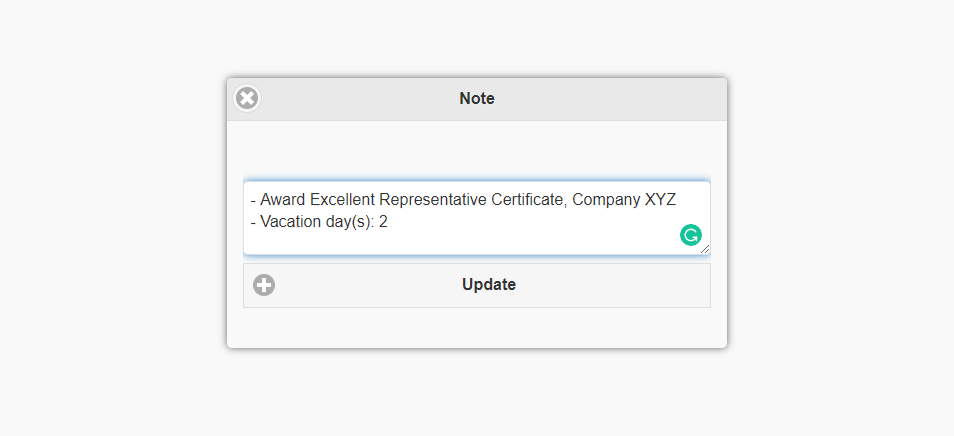 Note
- Award Excellent Representative Certificate, Company XYZ
- Vacation day(s): 2
Update